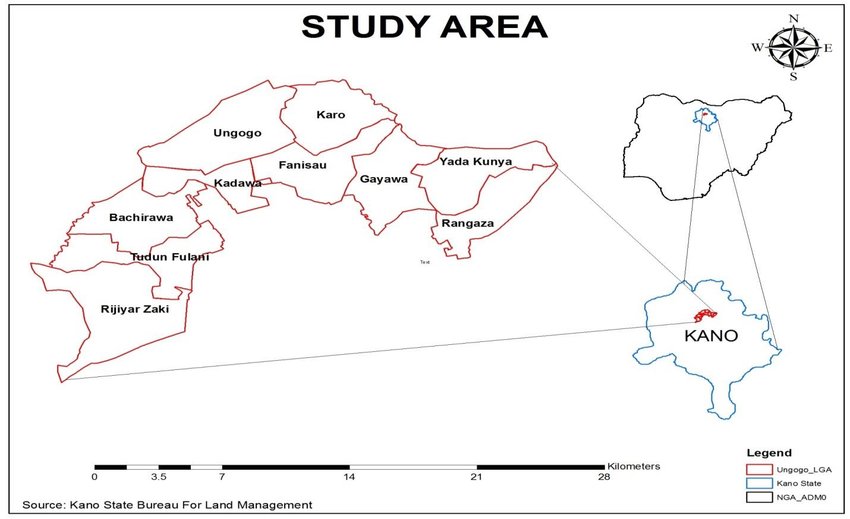 STUDY AREA
N
W E
S
Karo
Ungogo
Fanisau
Yada Kunya
Kadawa
Gayawa
Bachirawa
Rangaza
Tudun Fulani
Text
Rijiyar Zaki
KANO
Legend
Ungogo_LGA
Kano State
NGA_ADM0
Kilometers
0 3.5 7 14 21 28
Source: Kano State Bureau For Land Management